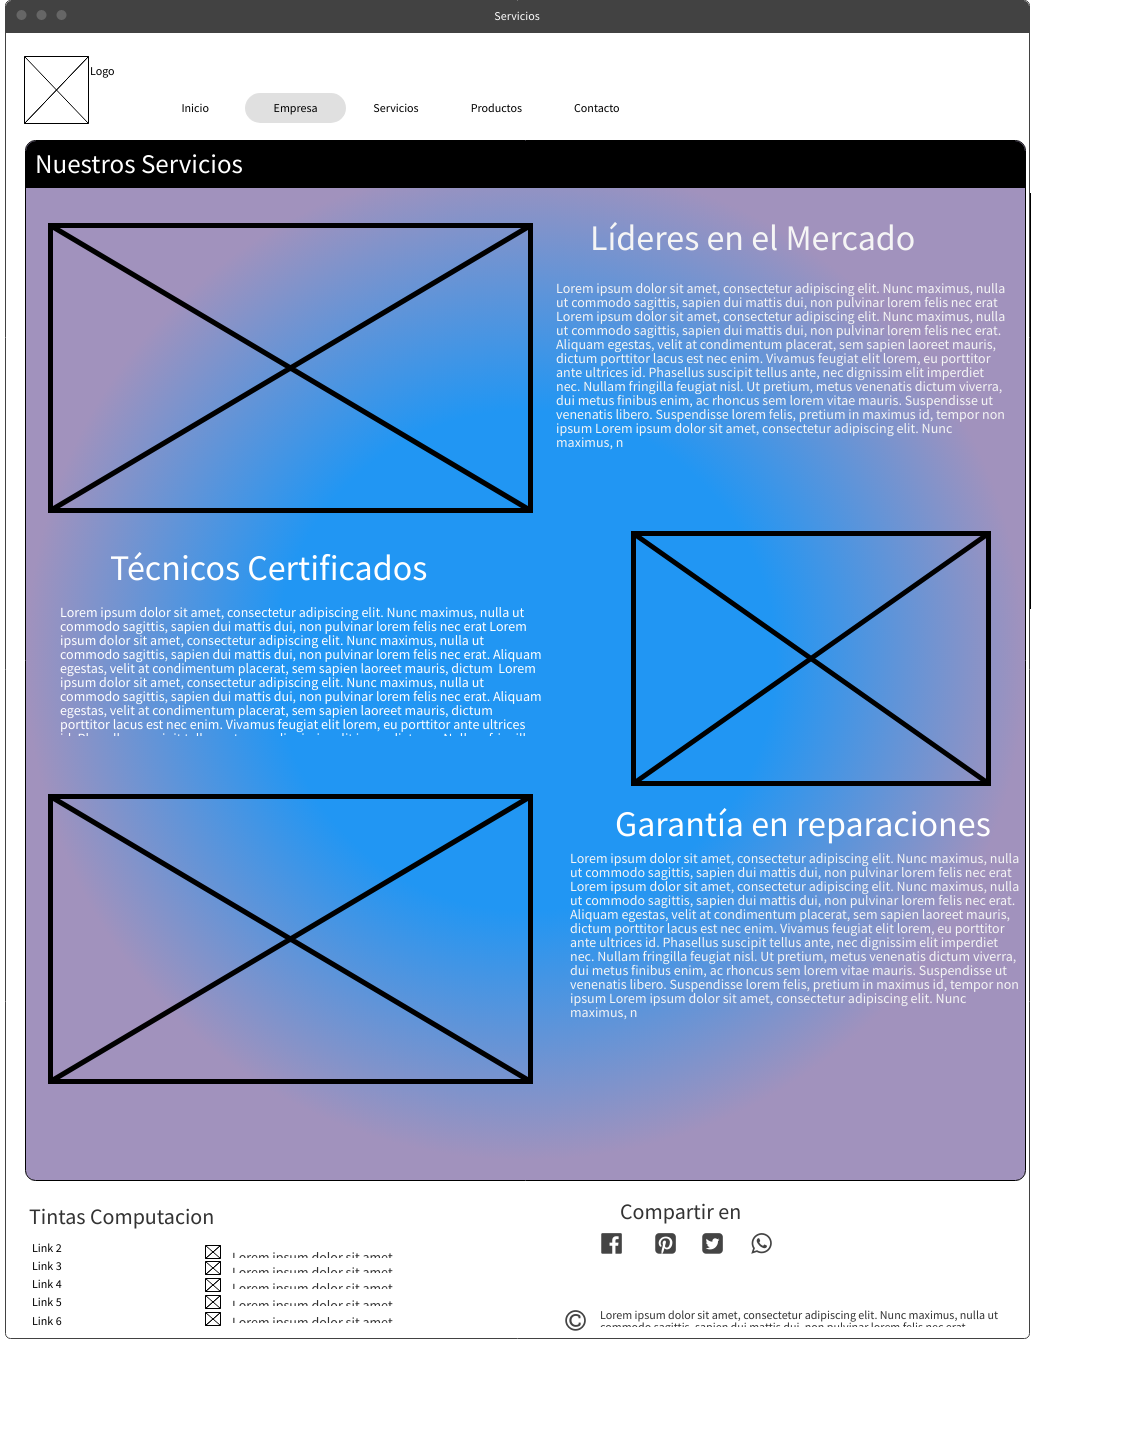 Servicios
Logo
Inicio Empresa Servicios Productos Contacto
Nuestros Servicios
Líderes en el Mercado
Lorem ipsum dolor sit amet, consectetur adipiscing elit. Nunc maximus, nulla
ut commodo sagittis, sapien dui mattis dui, non pulvinar lorem felis nec erat
Lorem ipsum dolor sit amet, consectetur adipiscing elit. Nunc maximus, nulla
ut commodo sagittis, sapien dui mattis dui, non pulvinar lorem felis nec erat.
Aliquam egestas, velit at condimentum placerat, sem sapien laoreet mauris,
dictum porttitor lacus est nec enim. Vivamus feugiat elit lorem, eu porttitor
ante ultrices id. Phasellus suscipit tellus ante, nec dignissim elit imperdiet
nec. Nullam fringilla feugiat nisl. Ut pretium, metus venenatis dictum viverra,
dui metus finibus enim, ac rhoncus sem lorem vitae mauris. Suspendisse ut
venenatis libero. Suspendisse lorem felis, pretium in maximus id, tempor non
ipsum Lorem ipsum dolor sit amet, consectetur adipiscing elit. Nunc
maximus, n
Técnicos Certificados
Lorem ipsum dolor sit amet, consectetur adipiscing elit. Nunc maximus, nulla ut
commodo sagittis, sapien dui mattis dui, non pulvinar lorem felis nec erat Lorem
ipsum dolor sit amet, consectetur adipiscing elit. Nunc maximus, nulla ut
commodo sagittis, sapien dui mattis dui, non pulvinar lorem felis nec erat. Aliquam
egestas, velit at condimentum placerat, sem sapien laoreet mauris, dictum Lorem
ipsum dolor sit amet, consectetur adipiscing elit. Nunc maximus, nulla ut
commodo sagittis, sapien dui mattis dui, non pulvinar lorem felis nec erat. Aliquam
egestas, velit at condimentum placerat, sem sapien laoreet mauris, dictum
porttitor lacus est nec enim. Vivamus feugiat elit lorem, eu porttitor ante ultrices
Garantía en reparaciones
Lorem ipsum dolor sit amet, consectetur adipiscing elit. Nunc maximus, nulla
ut commodo sagittis, sapien dui mattis dui, non pulvinar lorem felis nec erat
Lorem ipsum dolor sit amet, consectetur adipiscing elit. Nunc maximus, nulla
ut commodo sagittis, sapien dui mattis dui, non pulvinar lorem felis nec erat.
Aliquam egestas, velit at condimentum placerat, sem sapien laoreet mauris,
dictum porttitor lacus est nec enim. Vivamus feugiat elit lorem, eu porttitor
ante ultrices id. Phasellus suscipit tellus ante, nec dignissim elit imperdiet
nec. Nullam fringilla feugiat nisl. Ut pretium, metus venenatis dictum viverra,
dui metus finibus enim, ac rhoncus sem lorem vitae mauris. Suspendisse ut
venenatis libero. Suspendisse lorem felis, pretium in maximus id, tempor non
ipsum Lorem ipsum dolor sit amet, consectetur adipiscing elit. Nunc
maximus, n
Tintas Computacion
Link 2
Link 3
Link 4
Link 5
Link 6
Lorem ipsum dolor sit amet
Lorem ipsum dolor sit amet
Lorem ipsum dolor sit amet
Lorem ipsum dolor sit amet
Lorem ipsum dolor sit amet
Compartir en
© Lorem ipsum dolor sit amet, consectetur adipiscing elit. Nunc maximus, nulla ut
commodo sagittis, sapien dui mattis dui, non pulvinar lorem felis nec erat